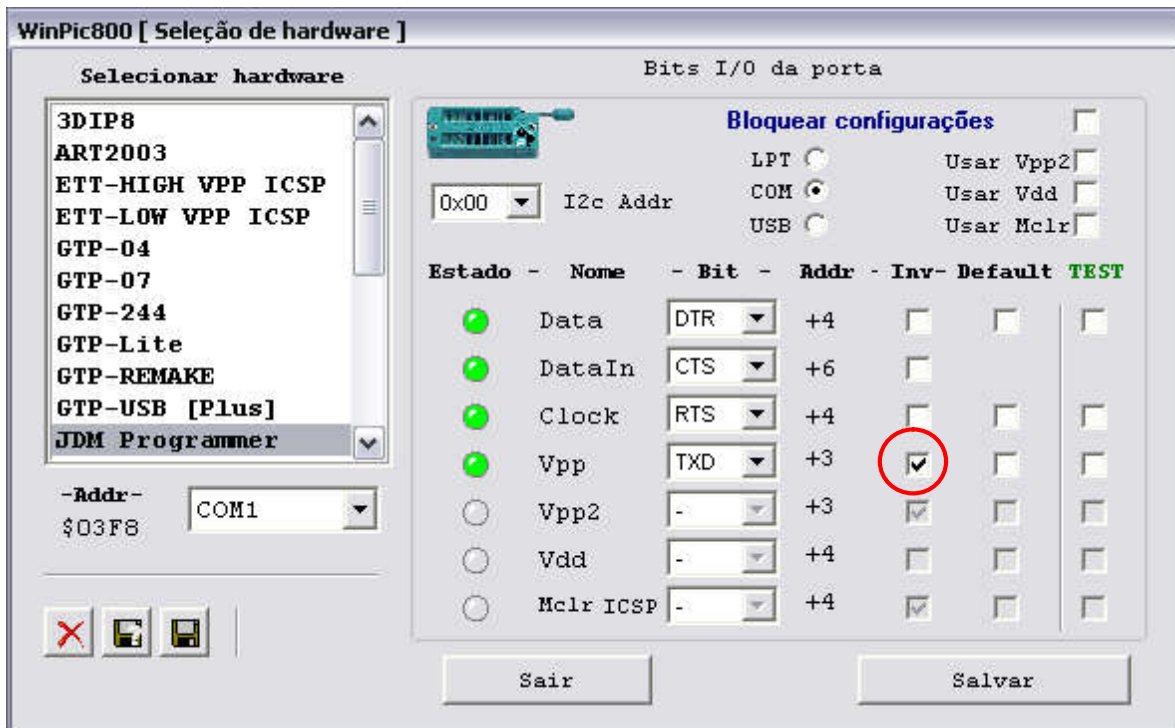 WinPic800 [ Seleção de hardware ]
Selecionar hardware
3DIP8
ART2003
ETT-HIGH VPP ICSP
ETT-LOW VPP ICSP
GTP-04
GTP-07
GTP-244
GTP-Lite
GTP-REMAKE
GTP-USB [Plus]
JDM Programmer
-Addr-
$03F8
COM1
Bits I/O da porta
Bloquear configurações
0x00 I2c Addr
LPT
COM
USB
Usar Vpp2
Usar Vdd
Usar Mclr
Estado - Nome - Bit - Addr - Inv- Default TEST
Data DTR +4
DataIn CTS +6
Clock RTS +4
Vpp TXD +3
Vpp2 - +3
Vdd - +4
Mclr ICSP - +4
Sair
Salvar